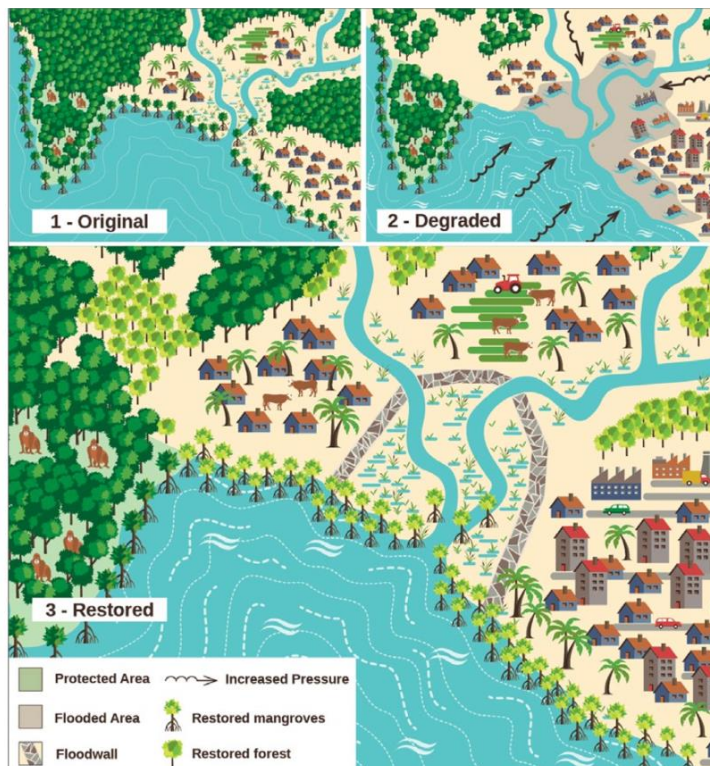 1 - Original
2 - Degraded
3 - Restored
Protected Area
Increased Pressure
Flooded Area
Restored mangroves
Floodwall
Restored forest